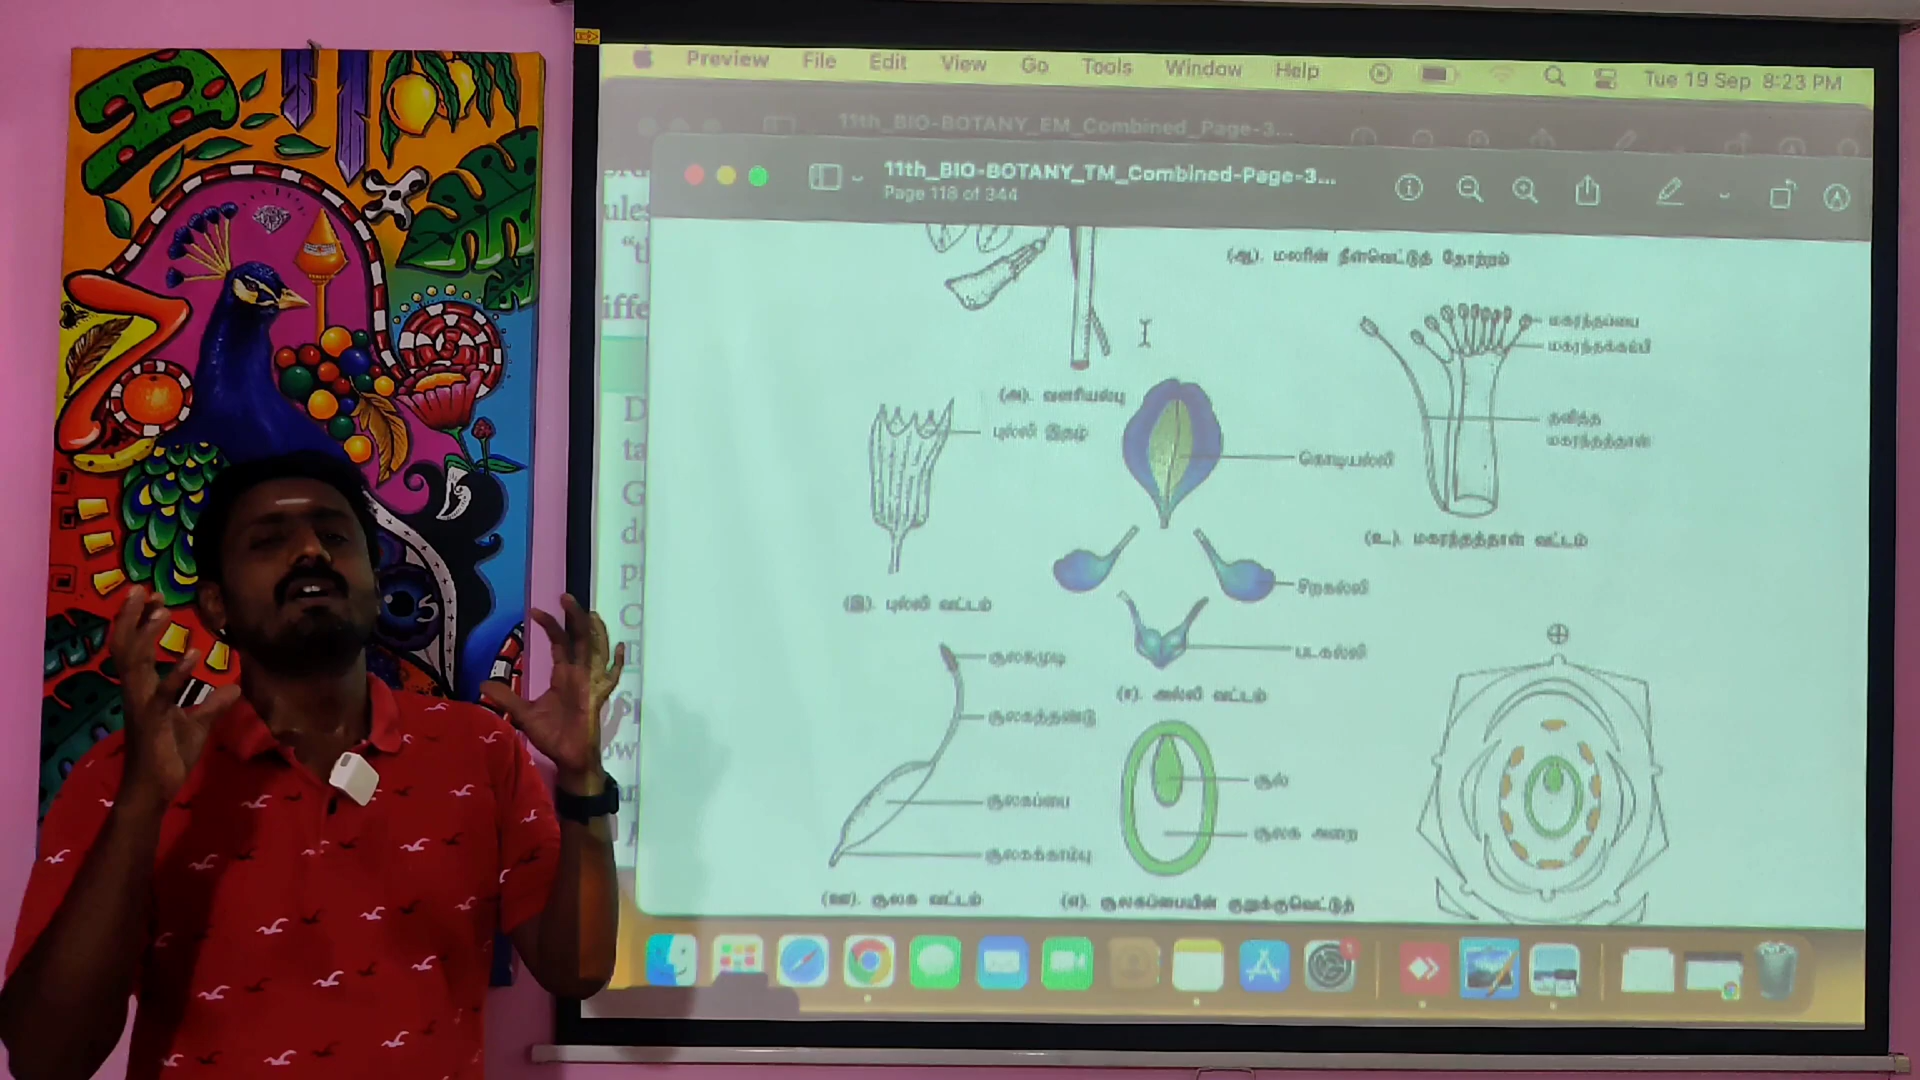 Preview File Edit View Go Tools Window Help Tue 19 Sep 8:23 PM
11th_BIO-BOTANY_EM_Combined_Page-3...
11th_BIO-BOTANY_TM_Combined-Page-3...
Page 118 of 344
(ஆ). மலரின் நீள்வெட்டுத் தோற்றம்
மகரந்தப்பை
மகரந்தக்கம்பி
(அ). வளரியல்பு
புல்லி இதழ்
தனித்த
மகரந்தத்தாள்
கொடியல்லி
(உ). மகரந்தத்தாள் வட்டம்
சிறகல்லி
(இ). புல்லி வட்டம்
படகல்லி
சூலகமுடி
(ஈ). அல்லி வட்டம்
சூலகத்தண்டு
சூல்
சூலகப்பை
சூலக அறை
சூலகக்காம்பு
(ஊ). சூலக வட்டம்
(எ). சூலகப்பையின் குறுக்குவெட்டுத்